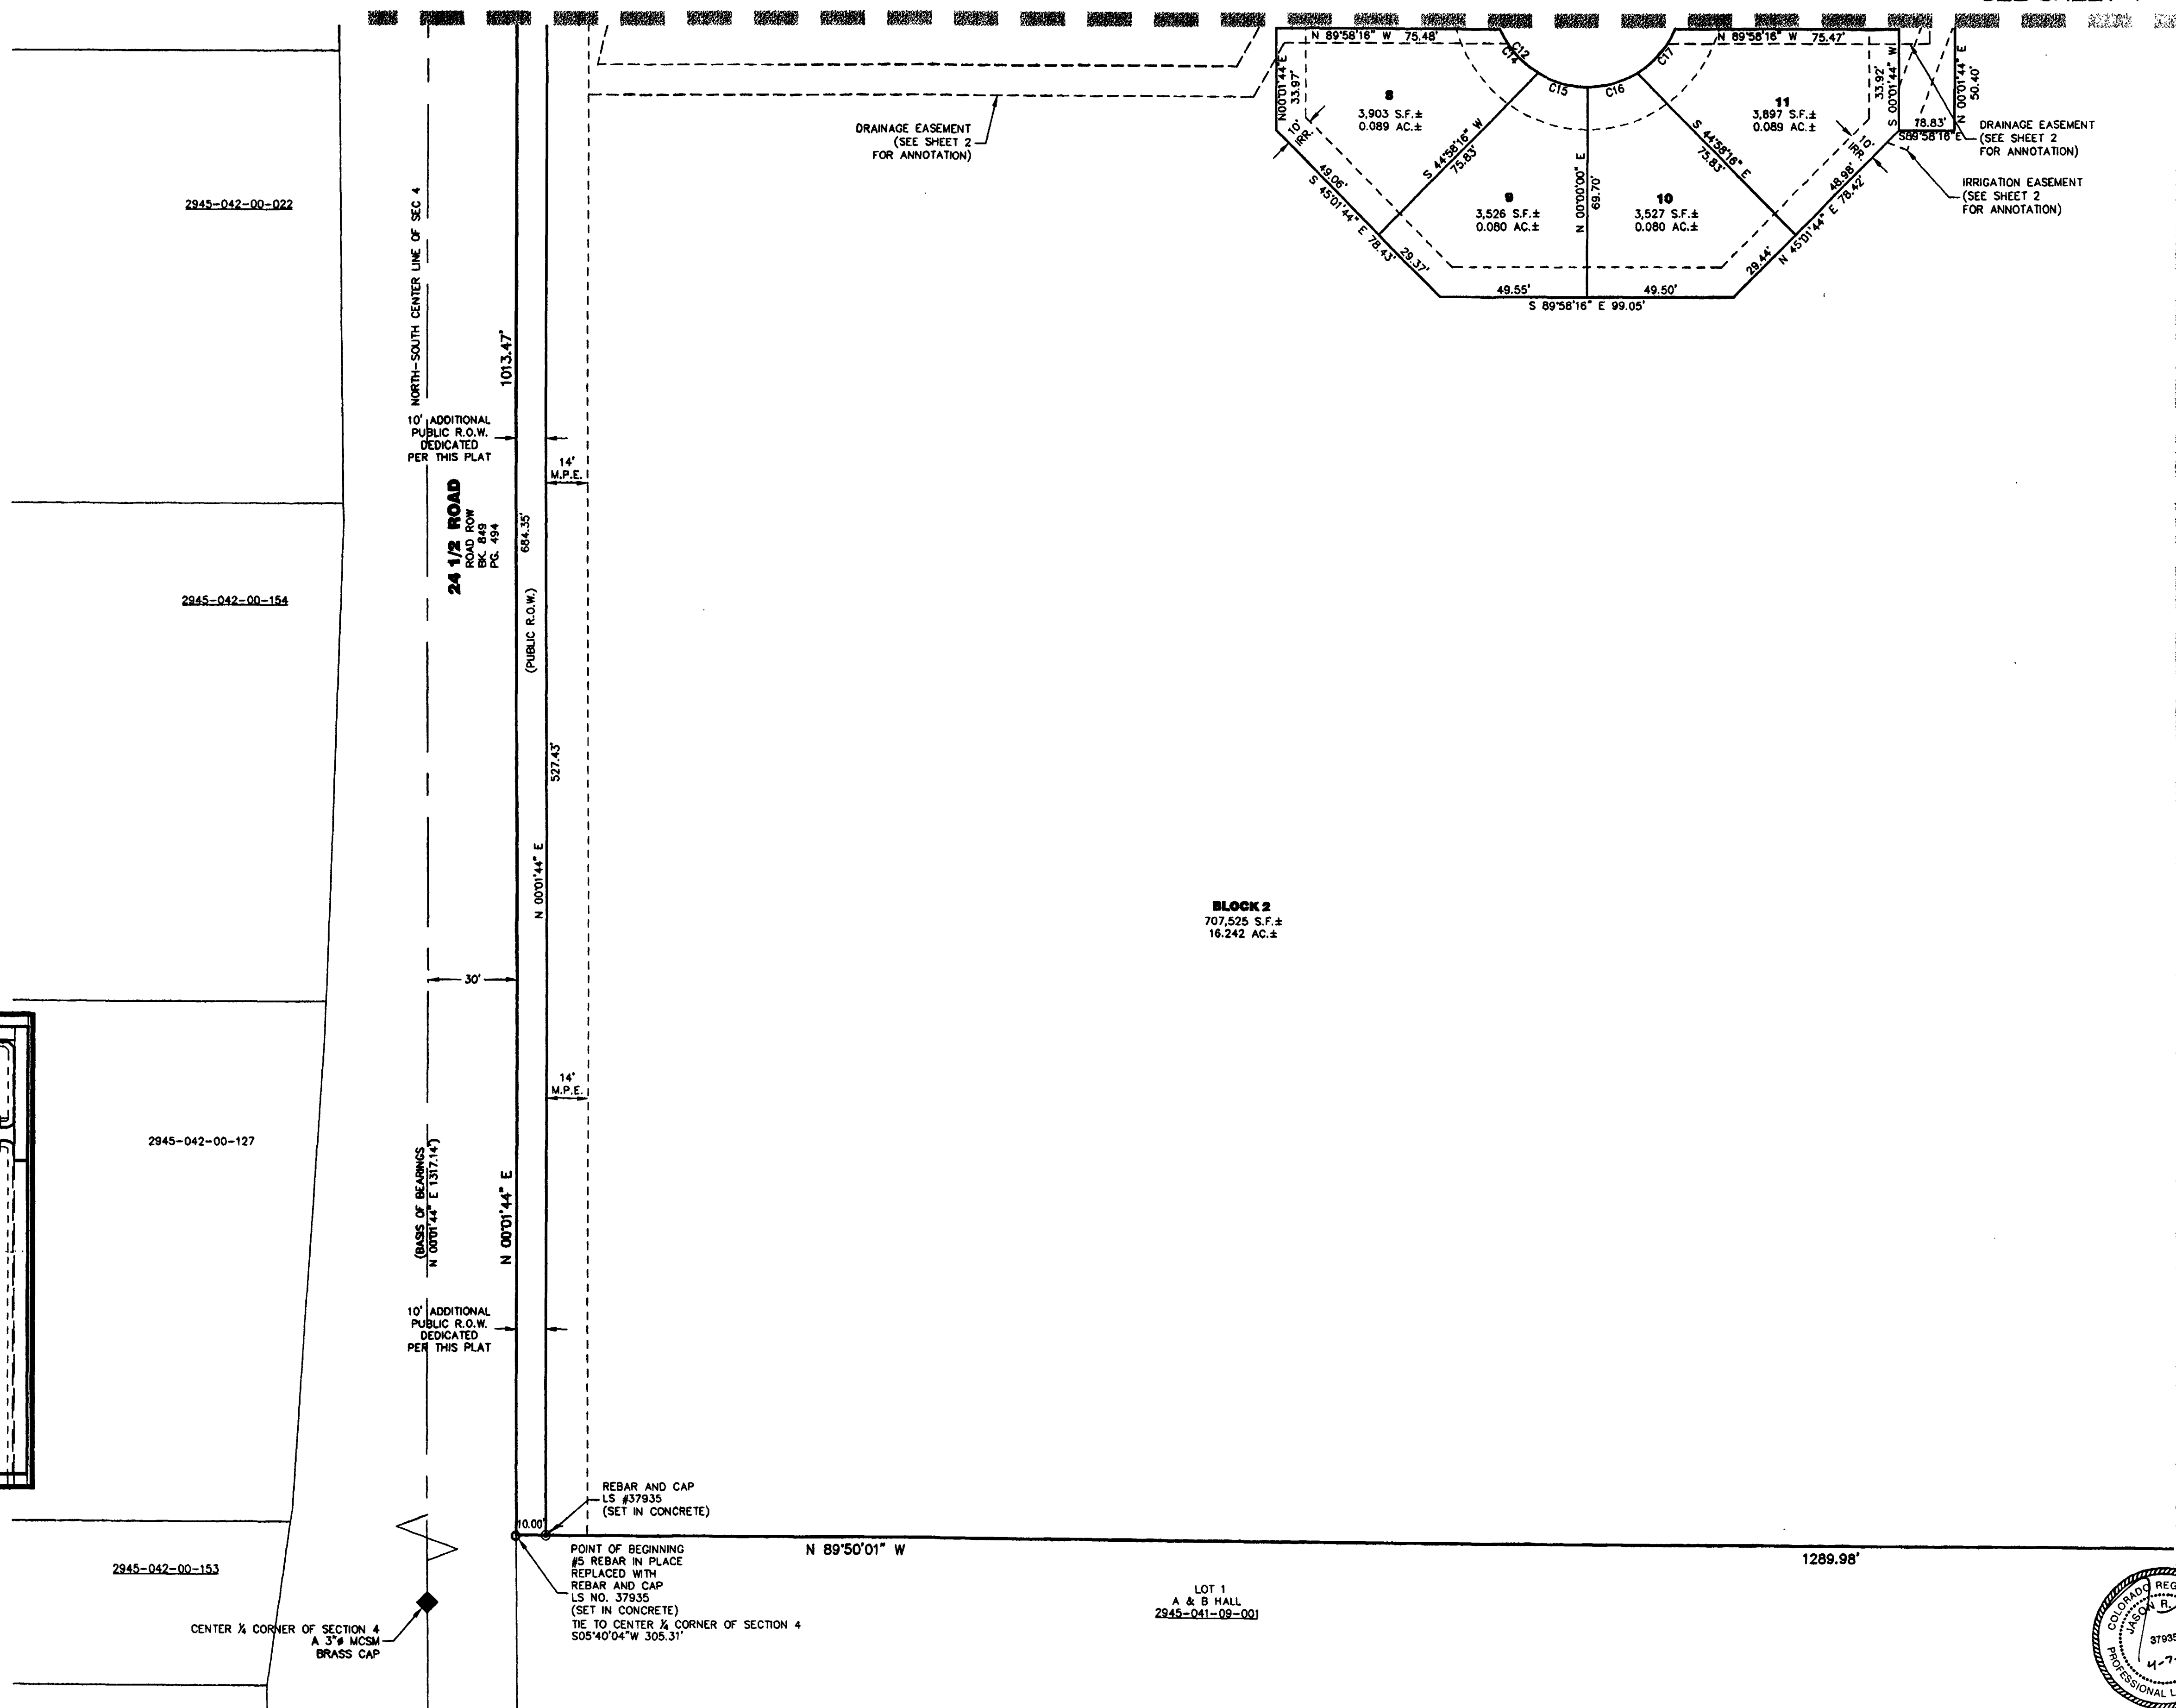 N 89°58'16" W 75.48'
N 89°58'16" W 75.47'
C12
C14
C15
C16
C17
N00°01'44"E
33.97'
33.92'
S 00°01'44" W
N 00°01'44" E
50.40'
18.83'
S89°58'16"E
8
3,903 S.F.±
0.089 AC.±
11
3,897 S.F.±
0.089 AC.±
10'
IRR.
10'
IRR.
DRAINAGE EASEMENT
(SEE SHEET 2
FOR ANNOTATION)
DRAINAGE EASEMENT
(SEE SHEET 2
FOR ANNOTATION)
IRRIGATION EASEMENT
(SEE SHEET 2
FOR ANNOTATION)
S 44°58'16" W
75.83'
S 44°58'16" E
75.83'
N 00°00'00" E
69.70'
49.06'
S 45°01'44" E 78.43'
29.37'
48.98'
N 45°01'44" E 78.42'
29.44'
9
3,526 S.F.±
0.080 AC.±
10
3,527 S.F.±
0.080 AC.±
49.55'
49.50'
S 89°58'16" E 99.05'
2945-042-00-022
NORTH-SOUTH CENTER LINE OF SEC 4
1013.47'
10' ADDITIONAL
PUBLIC R.O.W.
DEDICATED
PER THIS PLAT
14'
M.P.E.
24 1/2 ROAD
ROAD ROW
BK. 849
PG. 494
684.35'
(PUBLIC R.O.W.)
2945-042-00-154
527.43'
N 00°01'44" E
BLOCK 2
707,525 S.F.±
16.242 AC.±
30'
14'
M.P.E.
2945-042-00-127
(BASIS OF BEARINGS
N 00°01'44" E 1317.14')
N 00°01'44" E
10' ADDITIONAL
PUBLIC R.O.W.
DEDICATED
PER THIS PLAT
REBAR AND CAP
LS #37935
(SET IN CONCRETE)
10.00'
POINT OF BEGINNING
#5 REBAR IN PLACE
REPLACED WITH
REBAR AND CAP
LS NO. 37935
(SET IN CONCRETE)
TIE TO CENTER ¼ CORNER OF SECTION 4
S05°40'04"W 305.31'
N 89°50'01" W
1289.98'
2945-042-00-153
LOT 1
A & B HALL
2945-041-09-001
CENTER ¼ CORNER OF SECTION 4
A 3"ø MCSM
BRASS CAP
COLORADO REG
JASON R.
37935
4-7-
PROFESSIONAL L